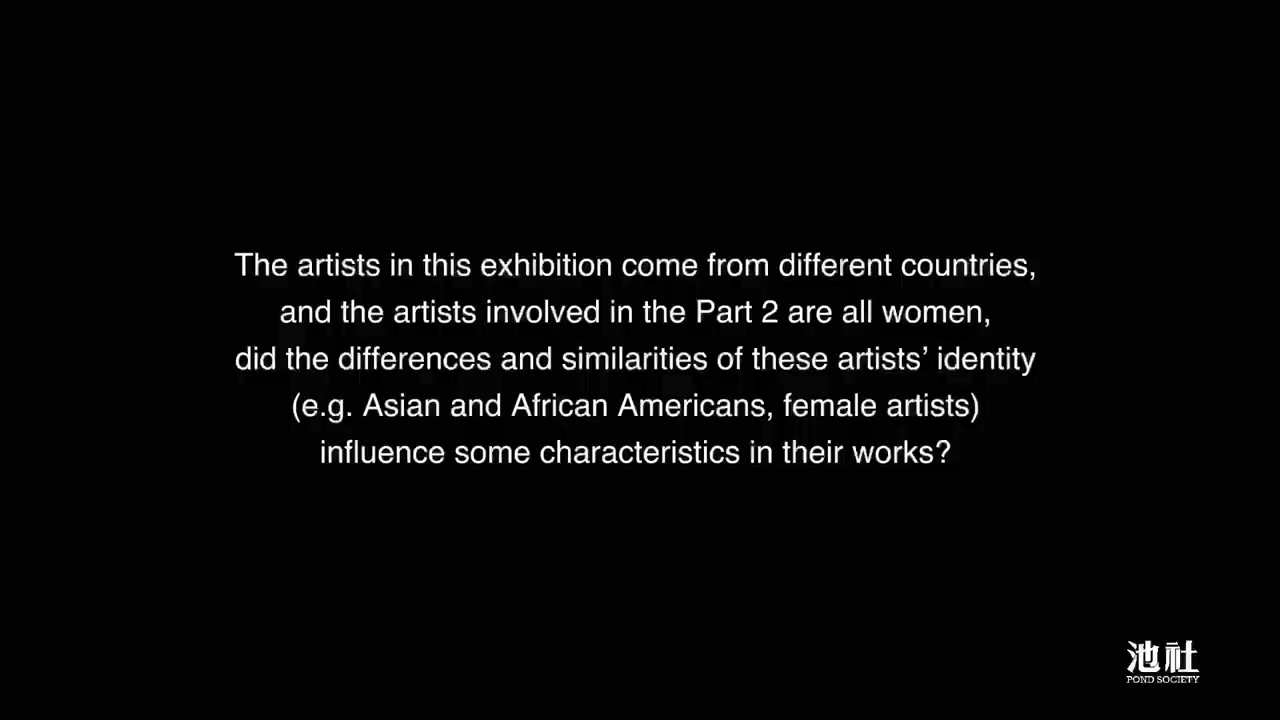 The artists in this exhibition come from different countries,
and the artists involved in the Part 2 are all women,
did the differences and similarities of these artists’ identity
(e.g. Asian and African Americans, female artists)
influence some characteristics in their works?
池社
POND SOCIETY